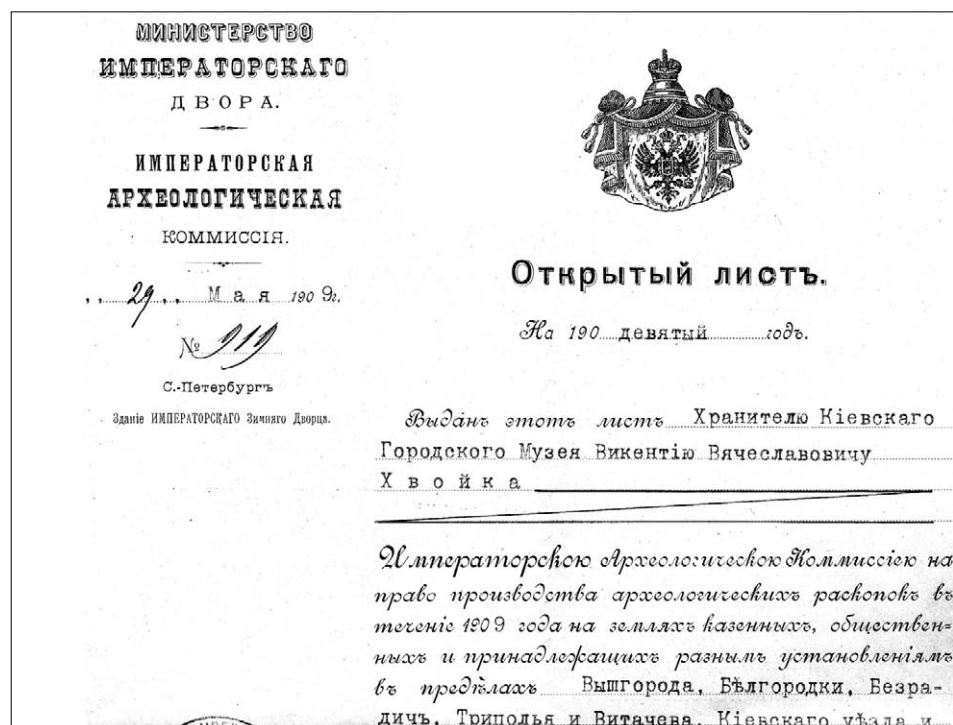 МИНИСТЕРСТВО
ИМПЕРАТОРСКАГО
ДВОРА.
ИМПЕРАТОРСКАЯ
АРХЕОЛОГИЧЕСКАЯ
КОММИССІЯ.
„ 29 „ Мая 1909 г.
№ 919
С.-Петербургъ
Зданіе ИМПЕРАТОРСКАГО Зимняго Дворца.
Открытый листъ.
На 190 девятый годъ.
Выданъ этотъ листъ Хранителю Кіевскаго
Городского Музея Викентію Вячеславовичу
Хвойка
Императорскою Археологическою Коммиссіею на
право производства археологическихъ раскопокъ въ
теченіе 1909 года на земляхъ казенныхъ, обществен=
ныхъ и принадлежащихъ разнымъ установленіямъ
въ предѣлахъ Вышгорода, Бѣлгородки, Безра-
дичъ, Триполья и Витачева, Кіевскаго уѣзда и